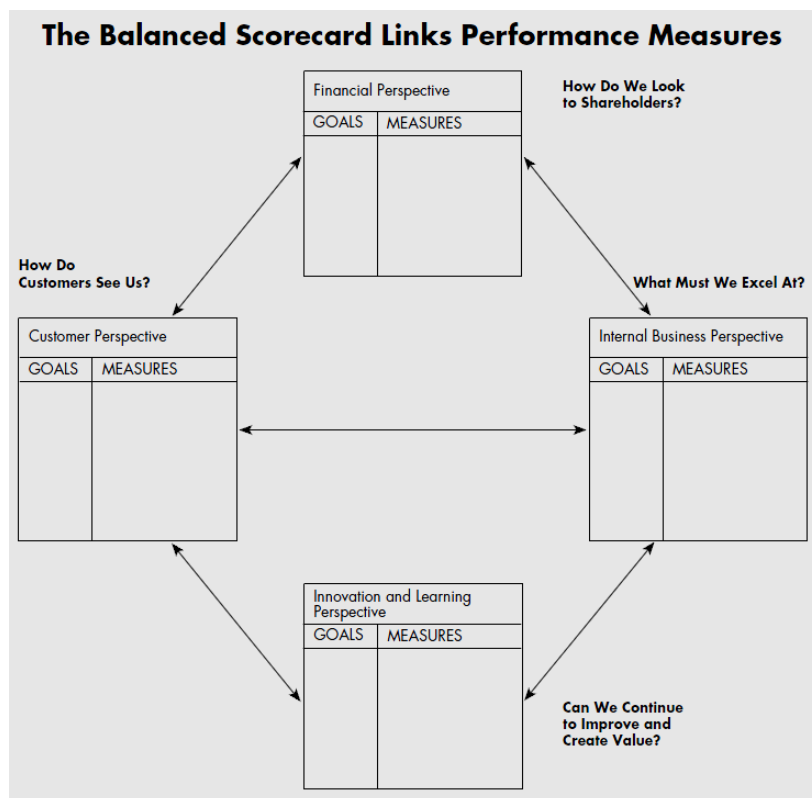 The Balanced Scorecard Links Performance Measures
Financial Perspective
GOALS MEASURES
How Do We Look
to Shareholders?
How Do
Customers See Us?
Customer Perspective
GOALS MEASURES
What Must We Excel At?
Internal Business Perspective
GOALS MEASURES
Innovation and Learning
Perspective
GOALS MEASURES
Can We Continue
to Improve and
Create Value?